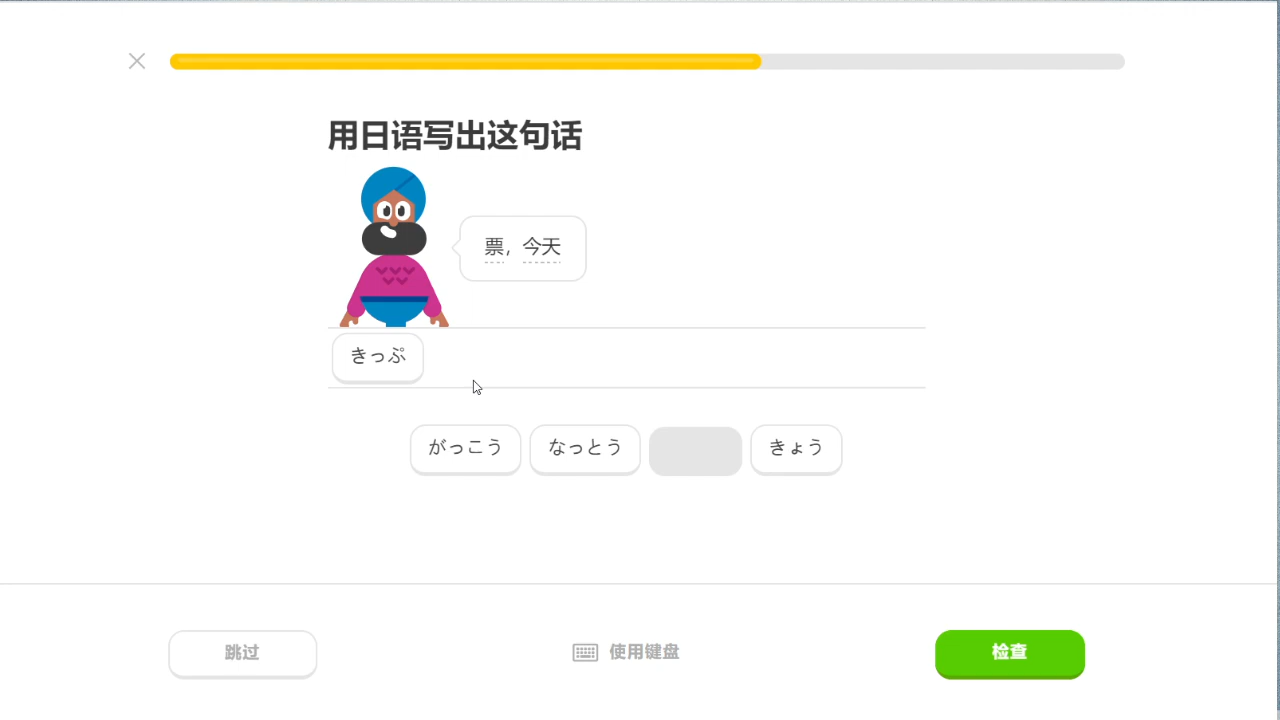 用日语写出这句话
票，今天
きっぷ
がっこう なっとう きょう
跳过 使用键盘 检查